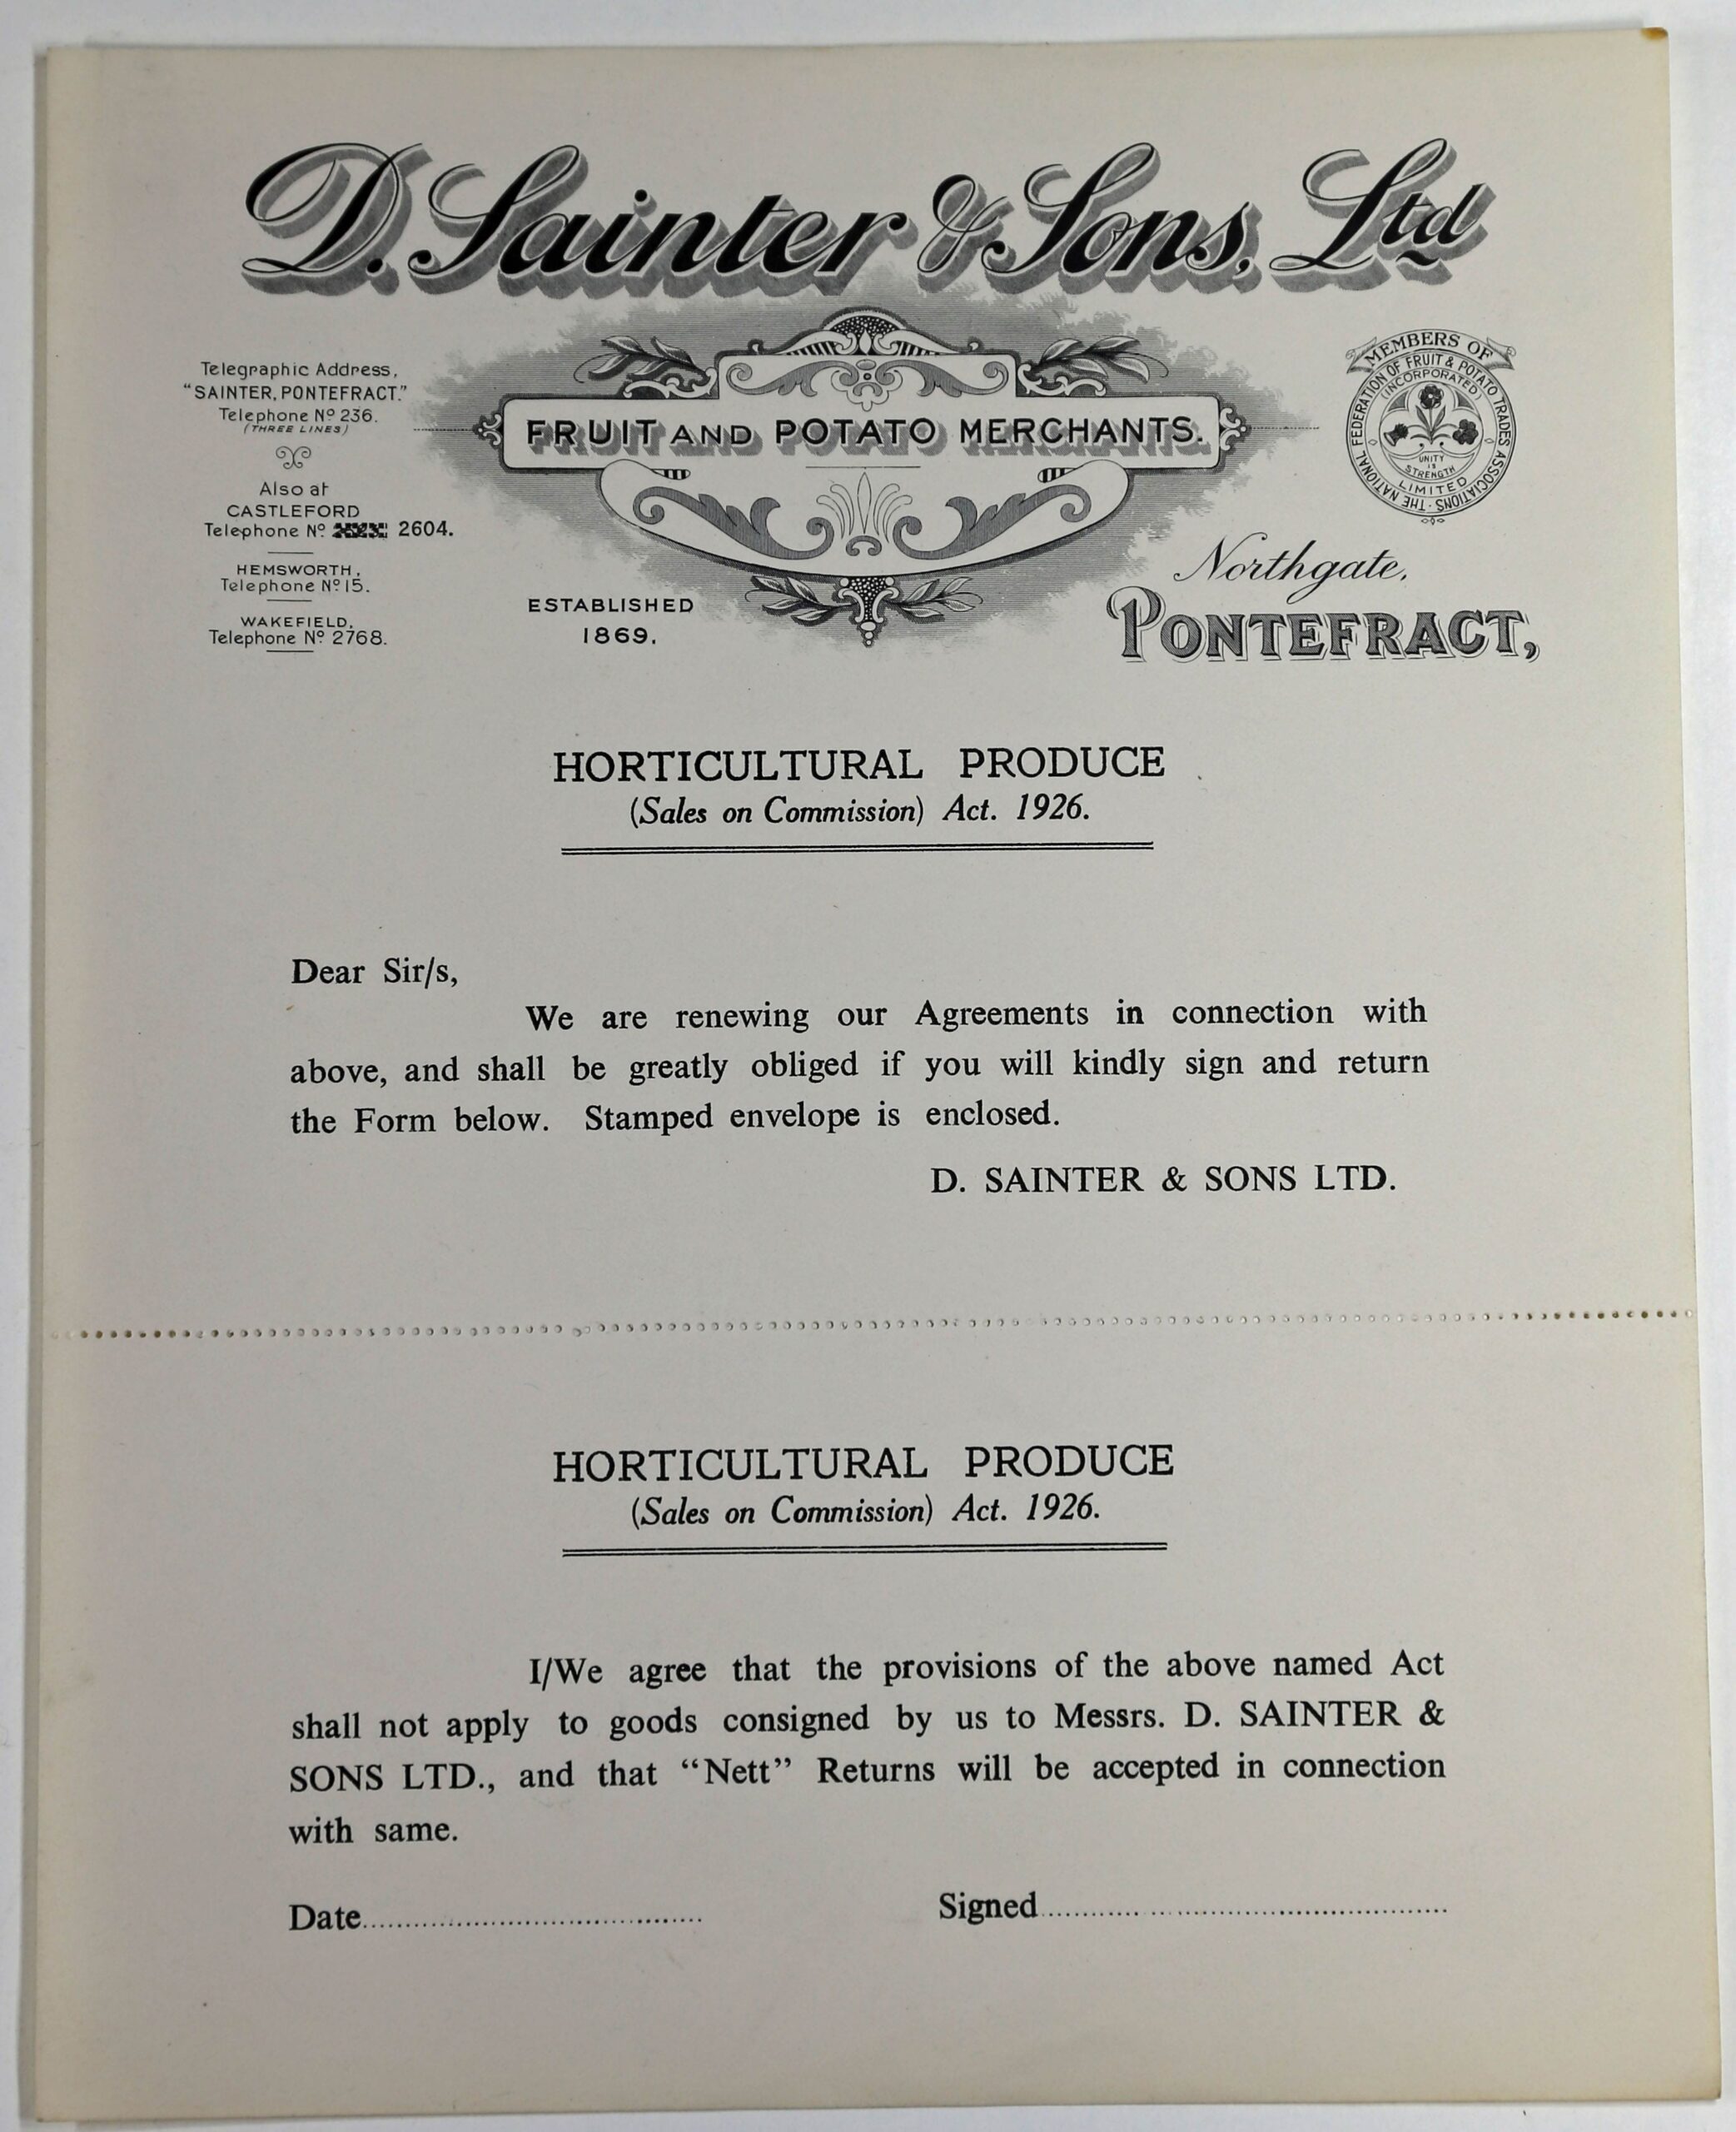 D. Sainter & Sons, Ltd
Telegraphic Address,
"SAINTER, PONTEFRACT."
Telephone Nº 236.
(THREE LINES)
Also at
CASTLEFORD
Telephone Nº 2604.
HEMSWORTH,
Telephone Nº 15.
WAKEFIELD,
Telephone Nº 2768.
FRUIT AND POTATO MERCHANTS.
ESTABLISHED
1869.
MEMBERS OF
THE NATIONAL FEDERATION OF FRUIT & POTATO TRADES ASSOCIATIONS
(INCORPORATED)
UNITY
IS
STRENGTH
LIMITED
Northgate,
PONTEFRACT,
HORTICULTURAL PRODUCE
(Sales on Commission) Act. 1926.
Dear Sir/s,
We are renewing our Agreements in connection with
above, and shall be greatly obliged if you will kindly sign and return
the Form below. Stamped envelope is enclosed.
D. SAINTER & SONS LTD.
HORTICULTURAL PRODUCE
(Sales on Commission) Act. 1926.
I/We agree that the provisions of the above named Act
shall not apply to goods consigned by us to Messrs. D. SAINTER &
SONS LTD., and that “Nett” Returns will be accepted in connection
with same.
Date.......................................... Signed..................................................